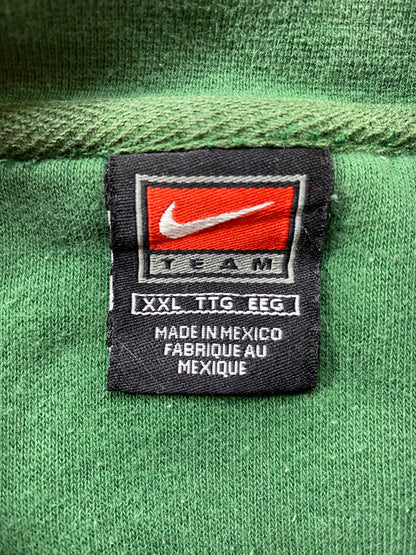 TEAM
XXL TTG EEG
MADE IN MEXICO
FABRIQUE AU
MEXIQUE